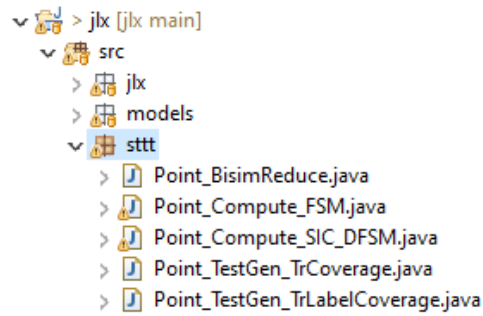 > jlx [jlx main]
src
jlx
models
sttt
Point_BisimReduce.java
Point_Compute_FSM.java
Point_Compute_SIC_DFSM.java
Point_TestGen_TrCoverage.java
Point_TestGen_TrLabelCoverage.java